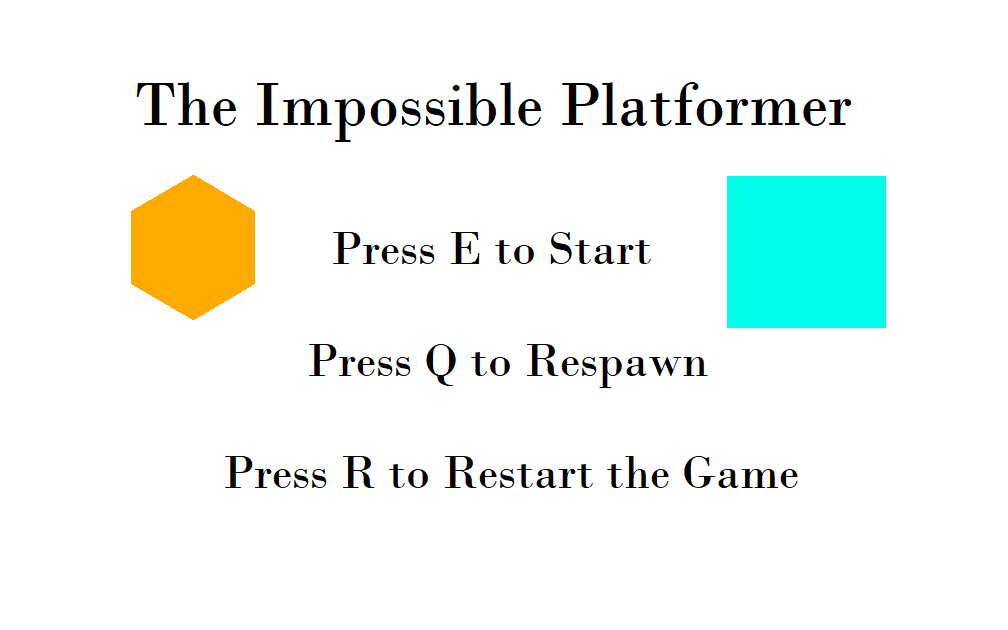 The Impossible Platformer
Press E to Start
Press Q to Respawn
Press R to Restart the Game